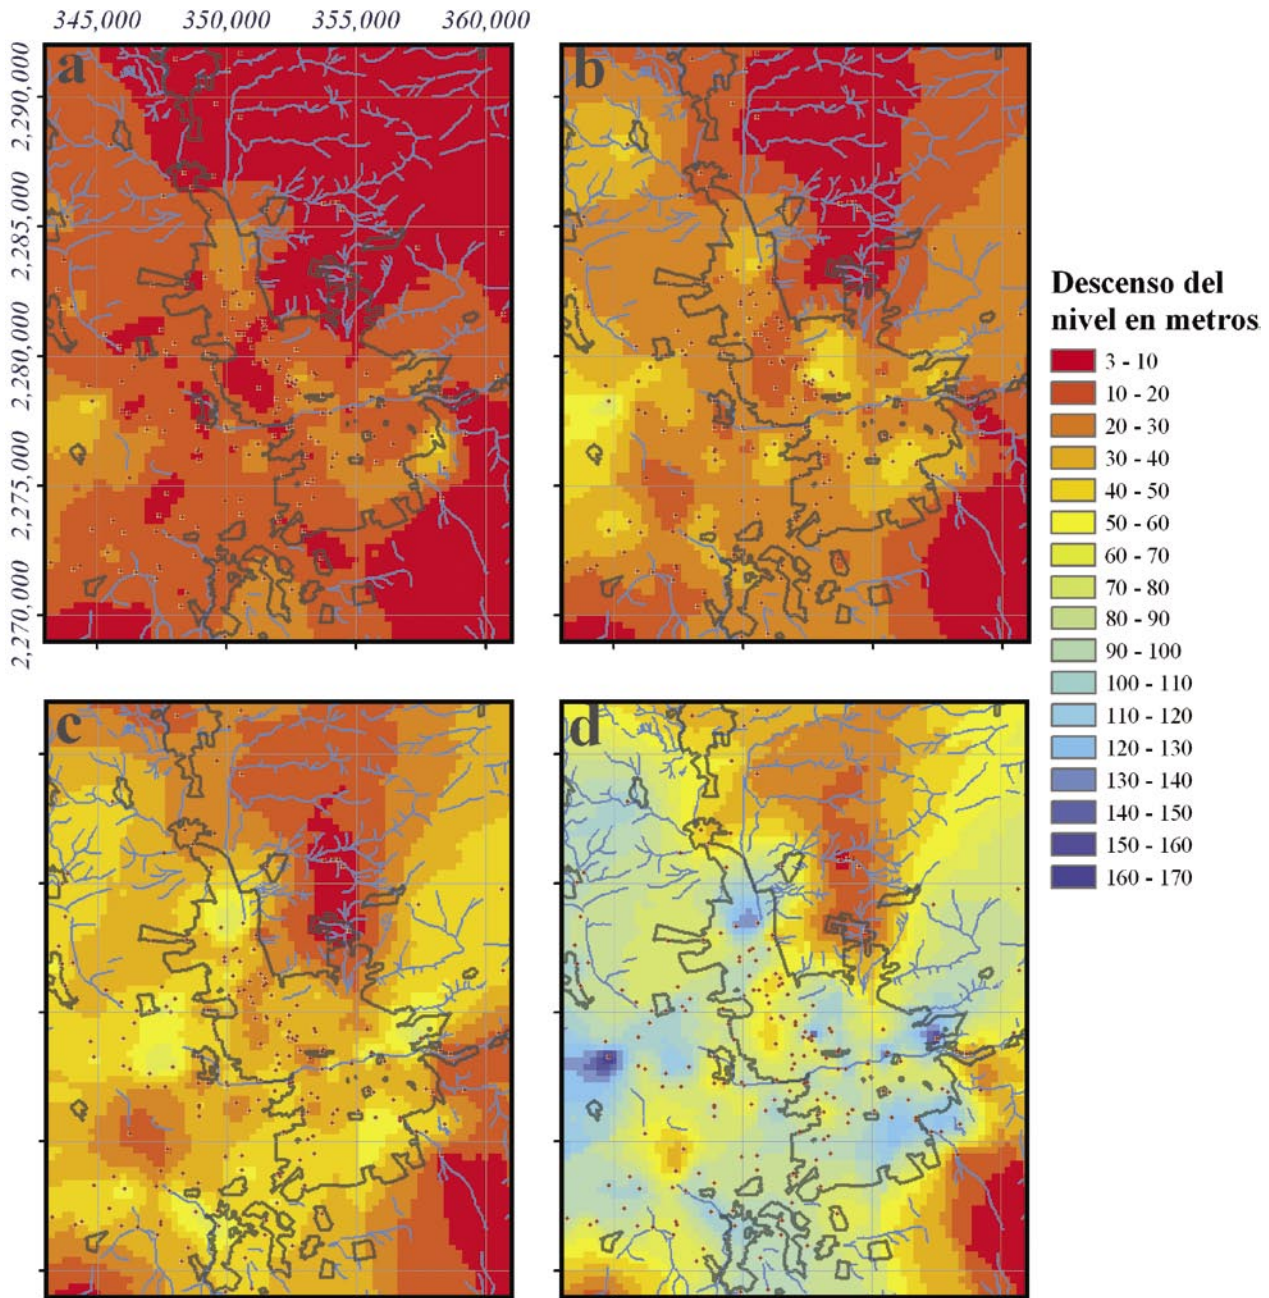 345,000 350,000 355,000 360,000
2,290,000
2,285,000
2,280,000
2,275,000
2,270,000
a
b
c
d
Descenso del
nivel en metros.
3 - 10
10 - 20
20 - 30
30 - 40
40 - 50
50 - 60
60 - 70
70 - 80
80 - 90
90 - 100
100 - 110
110 - 120
120 - 130
130 - 140
140 - 150
150 - 160
160 - 170